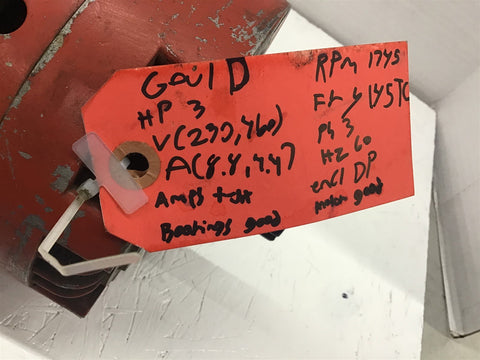 Goul D
HP 3
V(230,460)
A(8.8,4.4)
Amps test
Bearings good
RPM 1745
Fr 145TC
Ph 3
HZ 60
encl DP
motor good